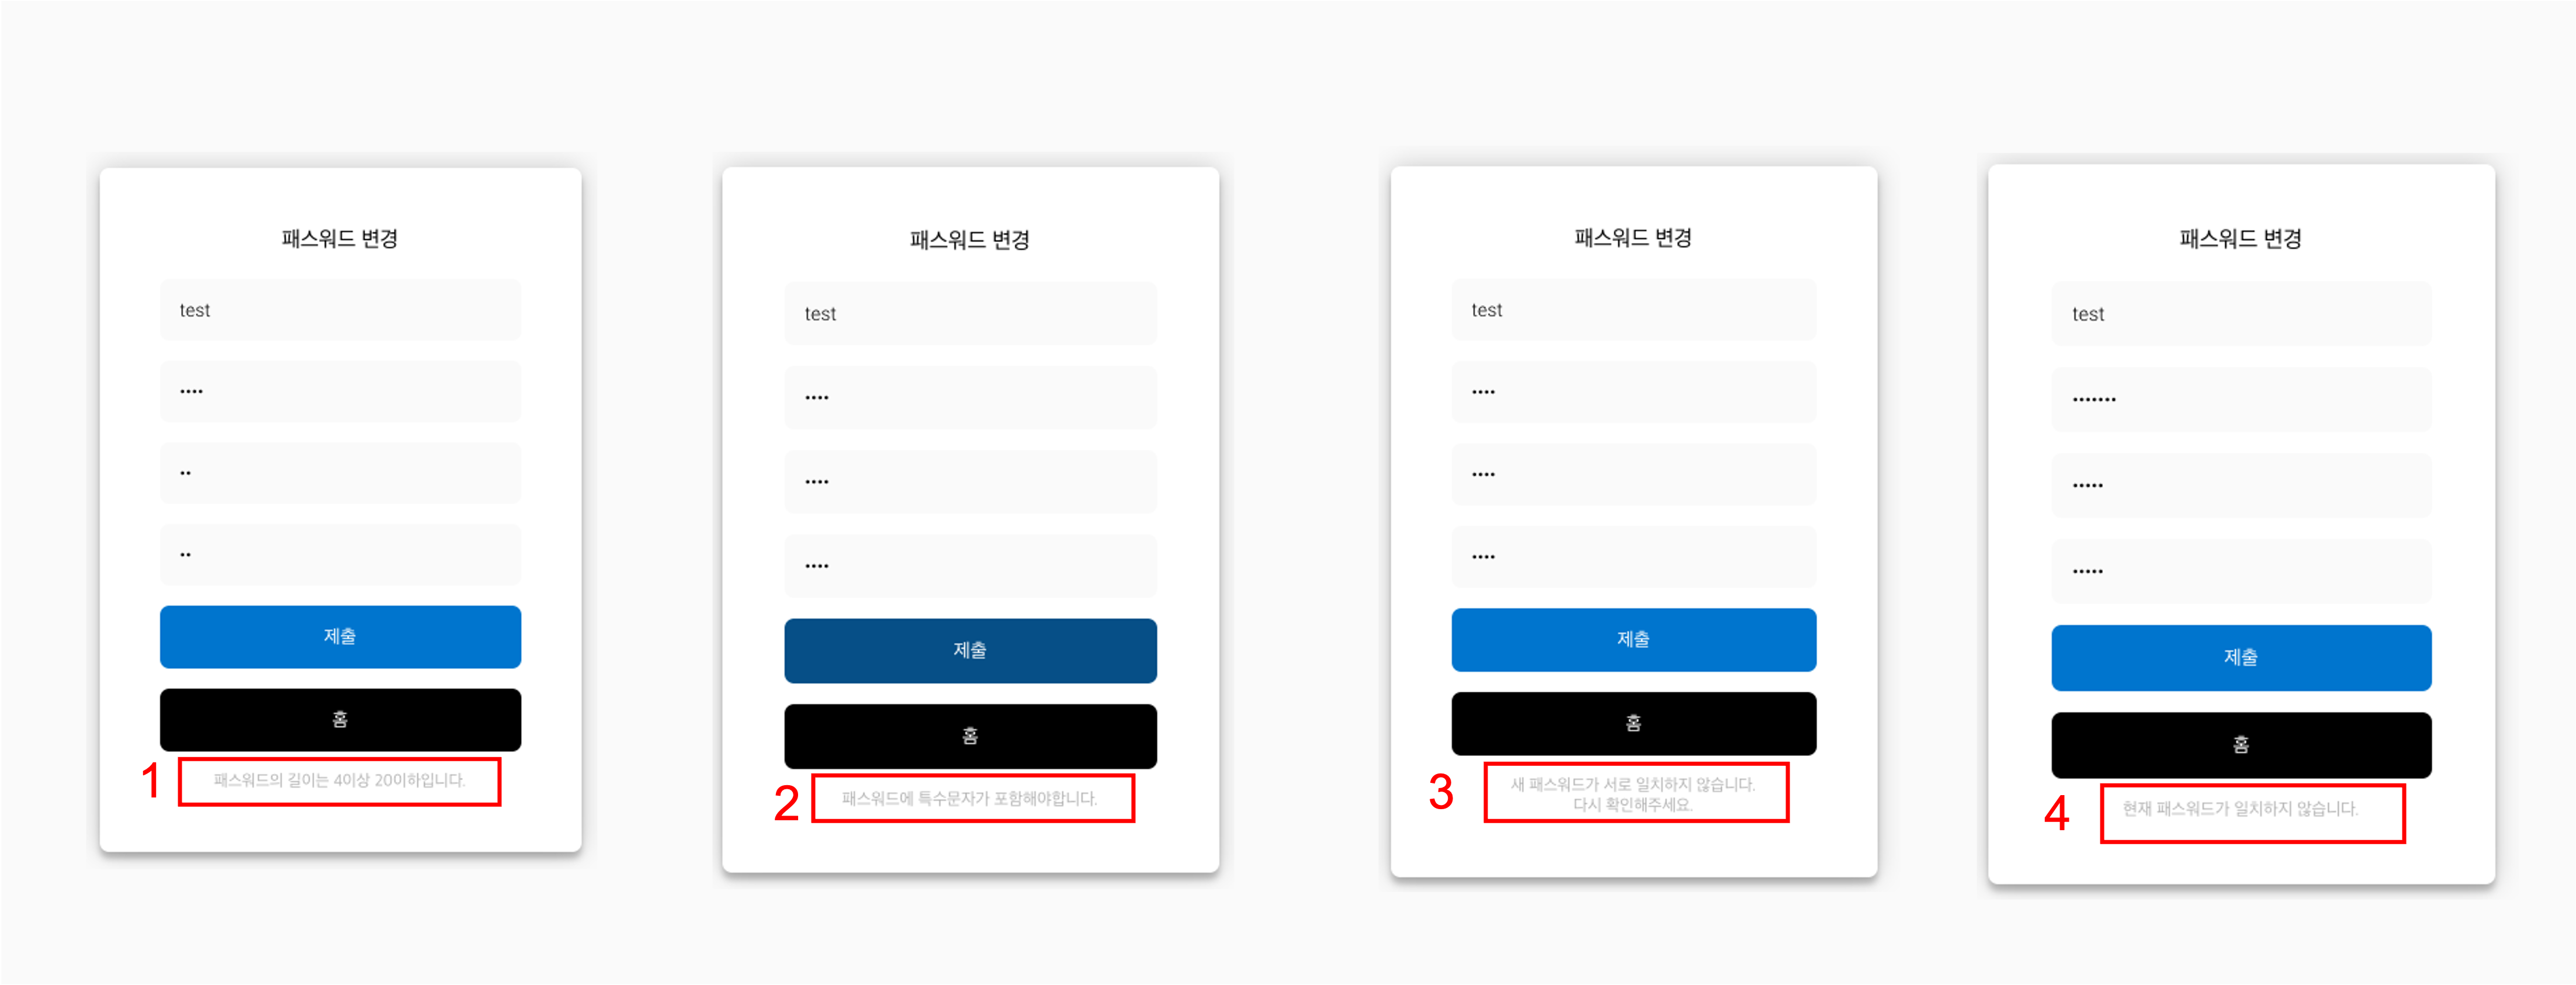 패스워드 변경
test
••••
••
••
제출
홈
1 패스워드의 길이는 4이상 20이하입니다.
패스워드 변경
test
••••
••••
••••
제출
홈
2 패스워드에 특수문자가 포함해야합니다.
패스워드 변경
test
••••
••••
••••
제출
홈
3 새 패스워드가 서로 일치하지 않습니다.
다시 확인해주세요.
패스워드 변경
test
•••••••
•••••
•••••
제출
홈
4 현재 패스워드가 일치하지 않습니다.